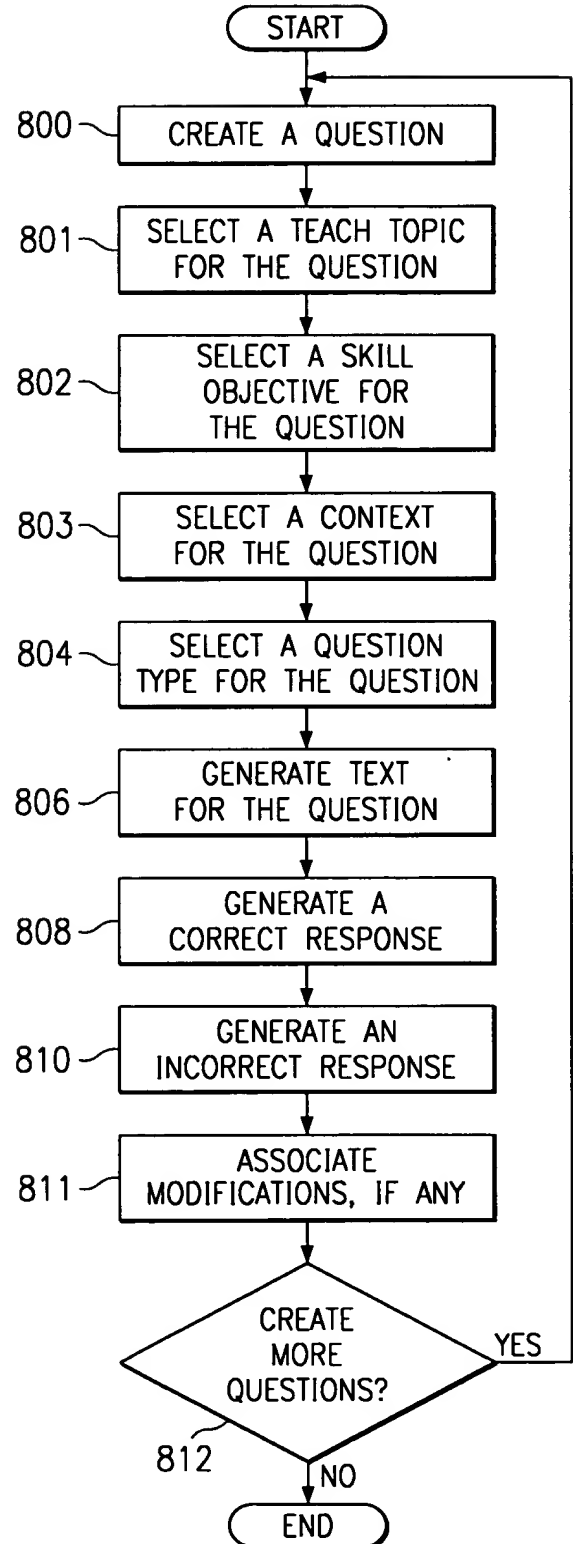 START
800
CREATE A QUESTION
801
SELECT A TEACH TOPIC
FOR THE QUESTION
802
SELECT A SKILL
OBJECTIVE FOR
THE QUESTION
803
SELECT A CONTEXT
FOR THE QUESTION
804
SELECT A QUESTION
TYPE FOR THE QUESTION
806
GENERATE TEXT
FOR THE QUESTION
808
GENERATE A
CORRECT RESPONSE
810
GENERATE AN
INCORRECT RESPONSE
811
ASSOCIATE
MODIFICATIONS, IF ANY
CREATE
MORE
QUESTIONS?
YES
812
NO
END